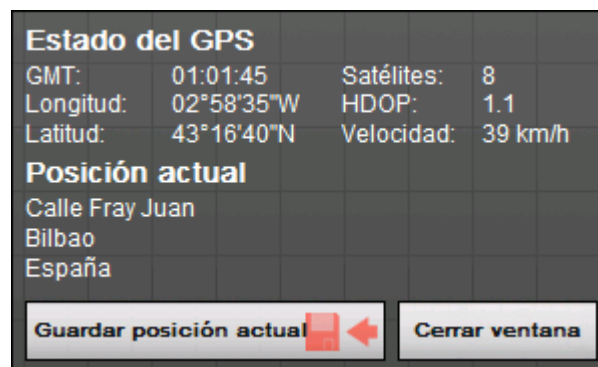 Estado del GPS
GMT: 01:01:45 Satélites: 8
Longitud: 02°58'35"W HDOP: 1.1
Latitud: 43°16'40"N Velocidad: 39 km/h
Posición actual
Calle Fray Juan
Bilbao
España
Guardar posición actual Cerrar ventana